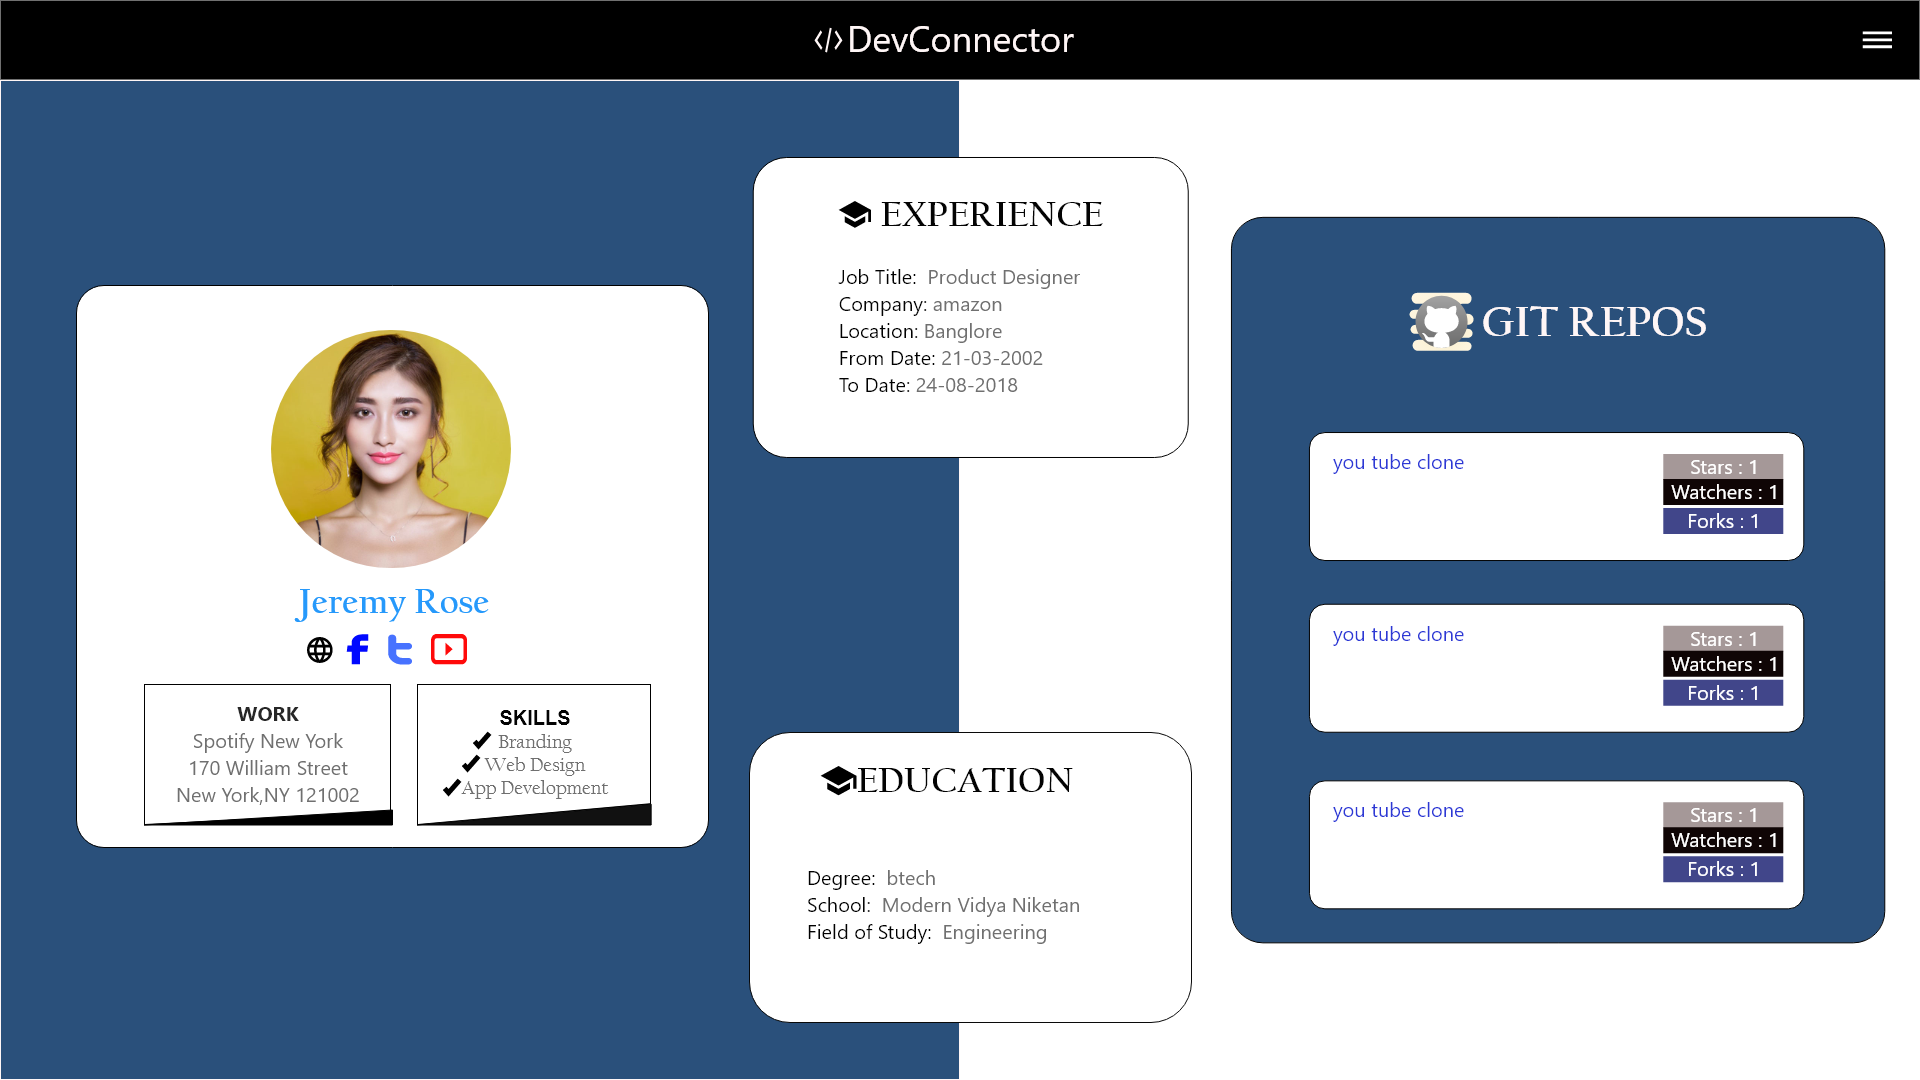 DevConnector
Jeremy Rose
WORK
Spotify New York
170 William Street
New York,NY 121002
SKILLS
Branding
Web Design
App Development
EXPERIENCE
Job Title: Product Designer
Company: amazon
Location: Banglore
From Date: 21-03-2002
To Date: 24-08-2018
EDUCATION
Degree: btech
School: Modern Vidya Niketan
Field of Study: Engineering
GIT REPOS
you tube clone
Stars : 1
Watchers : 1
Forks : 1
you tube clone
Stars : 1
Watchers : 1
Forks : 1
you tube clone
Stars : 1
Watchers : 1
Forks : 1